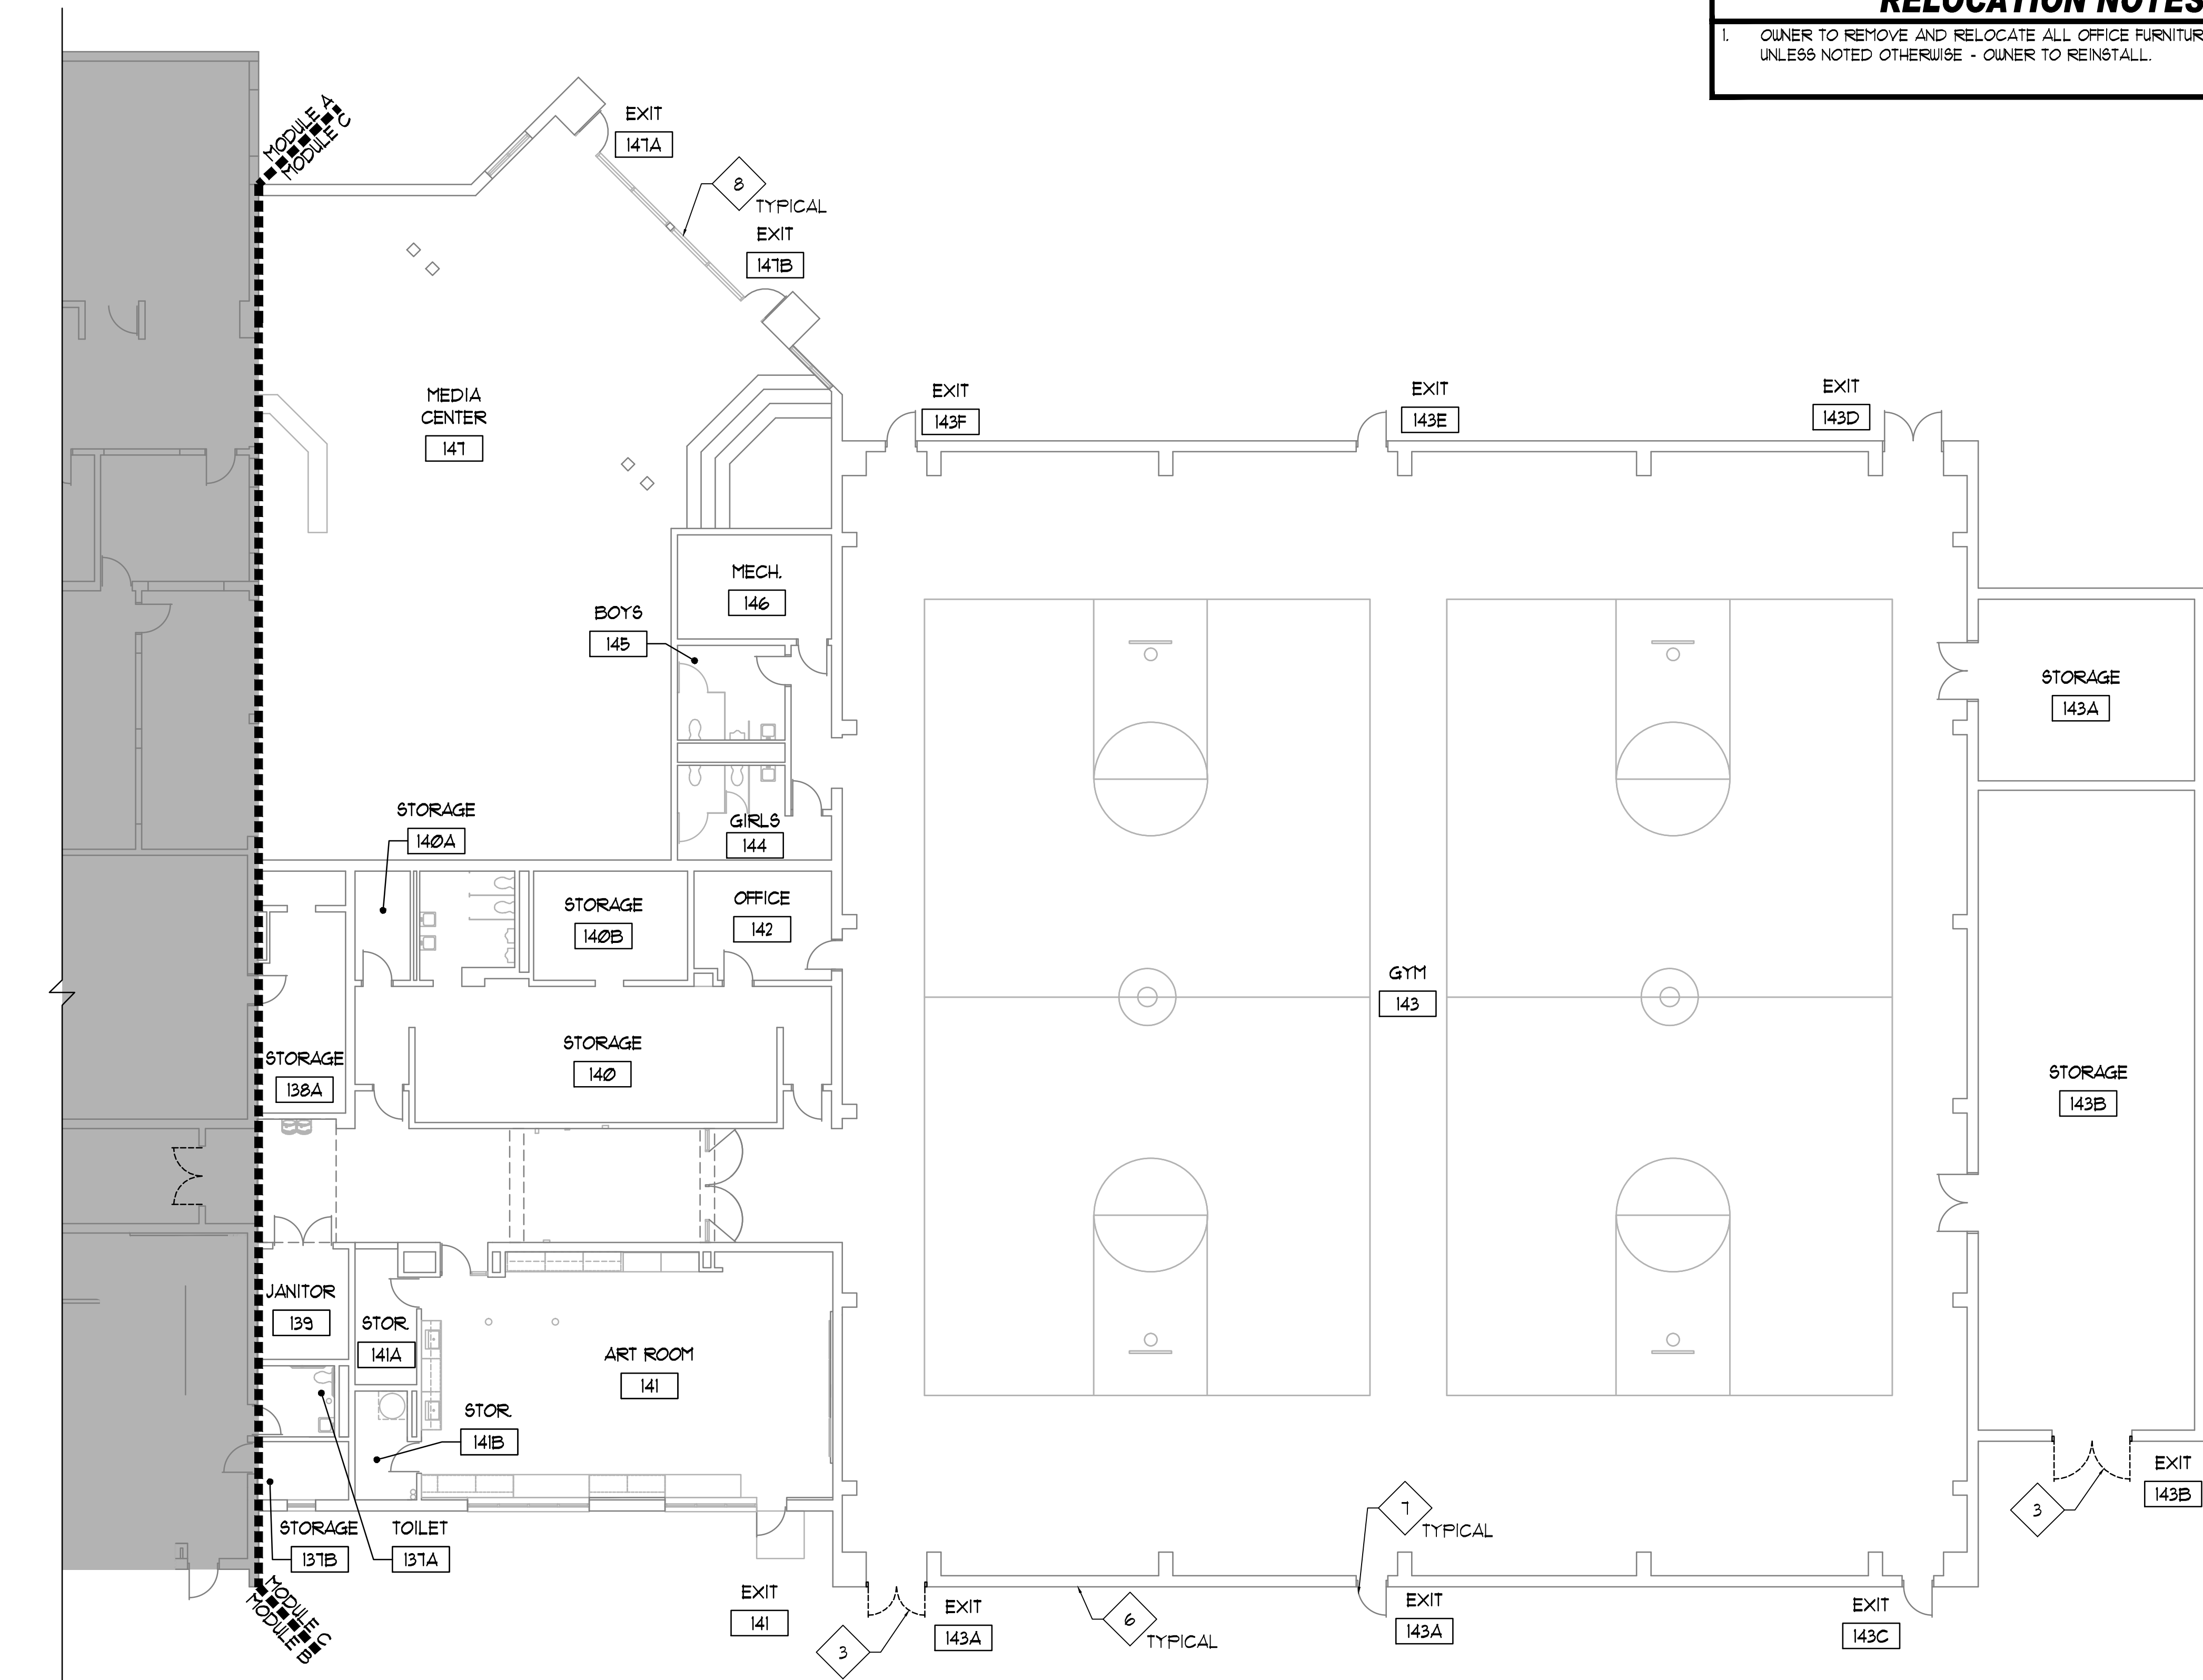 RELOCATION NOTES
1. OWNER TO REMOVE AND RELOCATE ALL OFFICE FURNITUR
UNLESS NOTED OTHERWISE - OWNER TO REINSTALL.
MODULE A
MODULE C
EXIT
147A
8
TYPICAL
EXIT
147B
MEDIA
CENTER
147
EXIT
143F
EXIT
143E
EXIT
143D
MECH.
146
BOYS
145
STORAGE
143A
STORAGE
140A
GIRLS
144
STORAGE
140B
OFFICE
142
GYM
143
STORAGE
140
STORAGE
138A
STORAGE
143B
JANITOR
139
STOR.
141A
ART ROOM
141
STOR.
141B
STORAGE
137B
TOILET
137A
MODULE C
MODULE B
EXIT
141
3
EXIT
143A
6
TYPICAL
7
TYPICAL
EXIT
143A
EXIT
143C
3
EXIT
143B